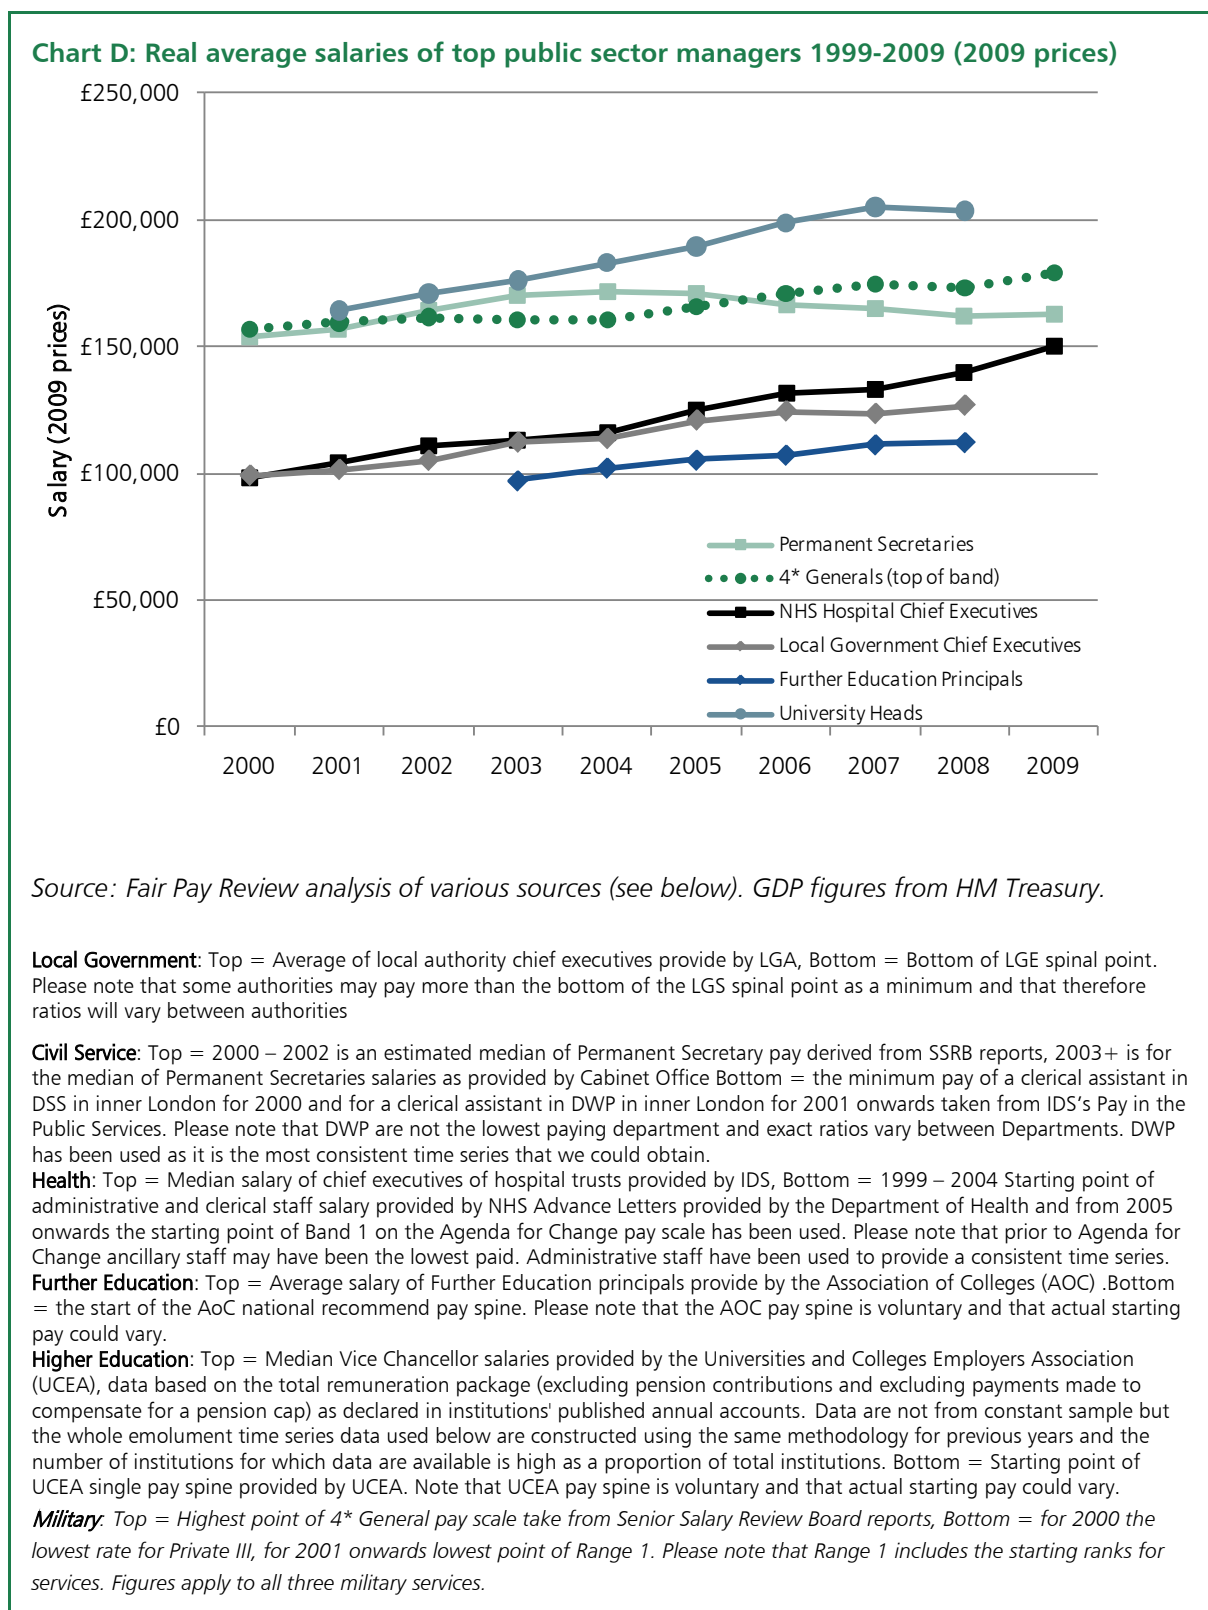 Chart D: Real average salaries of top public sector managers 1999-2009 (2009 prices)
£250,000
£200,000
£150,000
£100,000
£50,000
£0
Salary (2009 prices)
Permanent Secretaries
4* Generals (top of band)
NHS Hospital Chief Executives
Local Government Chief Executives
Further Education Principals
University Heads
2000 2001 2002 2003 2004 2005 2006 2007 2008 2009
Source: Fair Pay Review analysis of various sources (see below). GDP figures from HM Treasury.
Local Government: Top = Average of local authority chief executives provide by LGA, Bottom = Bottom of LGE spinal point.
Please note that some authorities may pay more than the bottom of the LGS spinal point as a minimum and that therefore
ratios will vary between authorities
Civil Service: Top = 2000 – 2002 is an estimated median of Permanent Secretary pay derived from SSRB reports, 2003+ is for
the median of Permanent Secretaries salaries as provided by Cabinet Office Bottom = the minimum pay of a clerical assistant in
DSS in inner London for 2000 and for a clerical assistant in DWP in inner London for 2001 onwards taken from IDS's Pay in the
Public Services. Please note that DWP are not the lowest paying department and exact ratios vary between Departments. DWP
has been used as it is the most consistent time series that we could obtain.
Health: Top = Median salary of chief executives of hospital trusts provided by IDS, Bottom = 1999 – 2004 Starting point of
administrative and clerical staff salary provided by NHS Advance Letters provided by the Department of Health and from 2005
onwards the starting point of Band 1 on the Agenda for Change pay scale has been used. Please note that prior to Agenda for
Change ancillary staff may have been the lowest paid. Administrative staff have been used to provide a consistent time series.
Further Education: Top = Average salary of Further Education principals provide by the Association of Colleges (AOC) .Bottom
= the start of the AoC national recommend pay spine. Please note that the AOC pay spine is voluntary and that actual starting
pay could vary.
Higher Education: Top = Median Vice Chancellor salaries provided by the Universities and Colleges Employers Association
(UCEA), data based on the total remuneration package (excluding pension contributions and excluding payments made to
compensate for a pension cap) as declared in institutions' published annual accounts. Data are not from constant sample but
the whole emolument time series data used below are constructed using the same methodology for previous years and the
number of institutions for which data are available is high as a proportion of total institutions. Bottom = Starting point of
UCEA single pay spine provided by UCEA. Note that UCEA pay spine is voluntary and that actual starting pay could vary.
Military: Top = Highest point of 4* General pay scale take from Senior Salary Review Board reports, Bottom = for 2000 the
lowest rate for Private III, for 2001 onwards lowest point of Range 1. Please note that Range 1 includes the starting ranks for
services. Figures apply to all three military services.